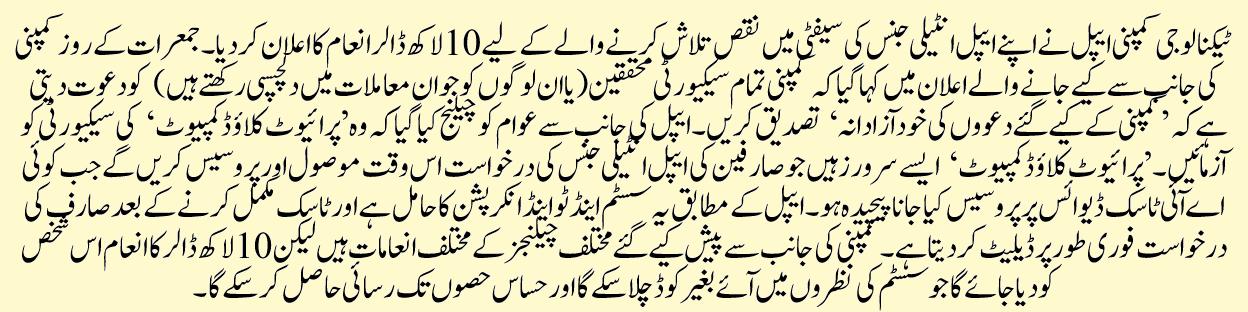 ٹیکنالوجی کمپنی ایپل نے اپنے ایپل انٹیلی جنس کی سیفٹی میں نقص تلاش کرنے والے کے لیے 10 لاکھ ڈالر انعام کا اعلان کر دیا۔ جمعرات کے روز کمپنی
کی جانب سے کیے جانے والے اعلان میں کہا گیا کہ کمپنی تمام سیکیورٹی محققین (یا ان لوگوں کو جو ان معاملات میں دلچسپی رکھتے ہیں) کو دعوت دیتی
ہے کہ ’کمپنی کے کیے گئے دعووں کی خود آزادانہ‘ تصدیق کریں۔ ایپل کی جانب سے عوام کو چیلنج کیا گیا کہ وہ ’پرائیوٹ کلاؤڈ کمپیوٹ‘ کی سیکیورٹی کو
آزمائیں۔ ’پرائیوٹ کلاؤڈ کمپیوٹ‘ ایسے سرورز ہیں جو صارفین کی ایپل انٹیلی جنس کی درخواست اس وقت موصول اور پروسیس کریں گے جب کوئی
اے آئی ٹاسک ڈیوائس پر پروسیس کیا جانا پیچیدہ ہو۔ ایپل کے مطابق یہ سسٹم اینڈ ٹو اینڈ انکرپشن کا حامل ہے اور ٹاسک مکمل کرنے کے بعد صارف کی
درخواست فوری طور پر ڈیلیٹ کر دیتا ہے۔ کمپنی کی جانب سے پیش کیے گئے مختلف چیلنجز کے مختلف انعامات ہیں لیکن 10 لاکھ ڈالر کا انعام اس شخص
کو دیا جائے گا جو سسٹم کی نظروں میں آئے بغیر کوڈ چلا سکے گا اور حساس حصوں تک رسائی حاصل کر سکے گا۔